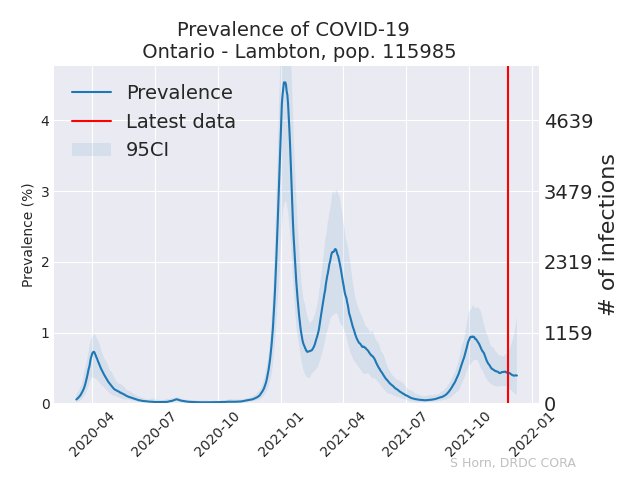 Prevalence of COVID-19
Ontario - Lambton, pop. 115985
Prevalence
Latest data
95CI
Prevalence (%)
4
3
2
1
0
4639
3479
2319
1159
0
# of infections
2020-04
2020-07
2020-10
2021-01
2021-04
2021-07
2021-10
2022-01
S Horn, DRDC CORA